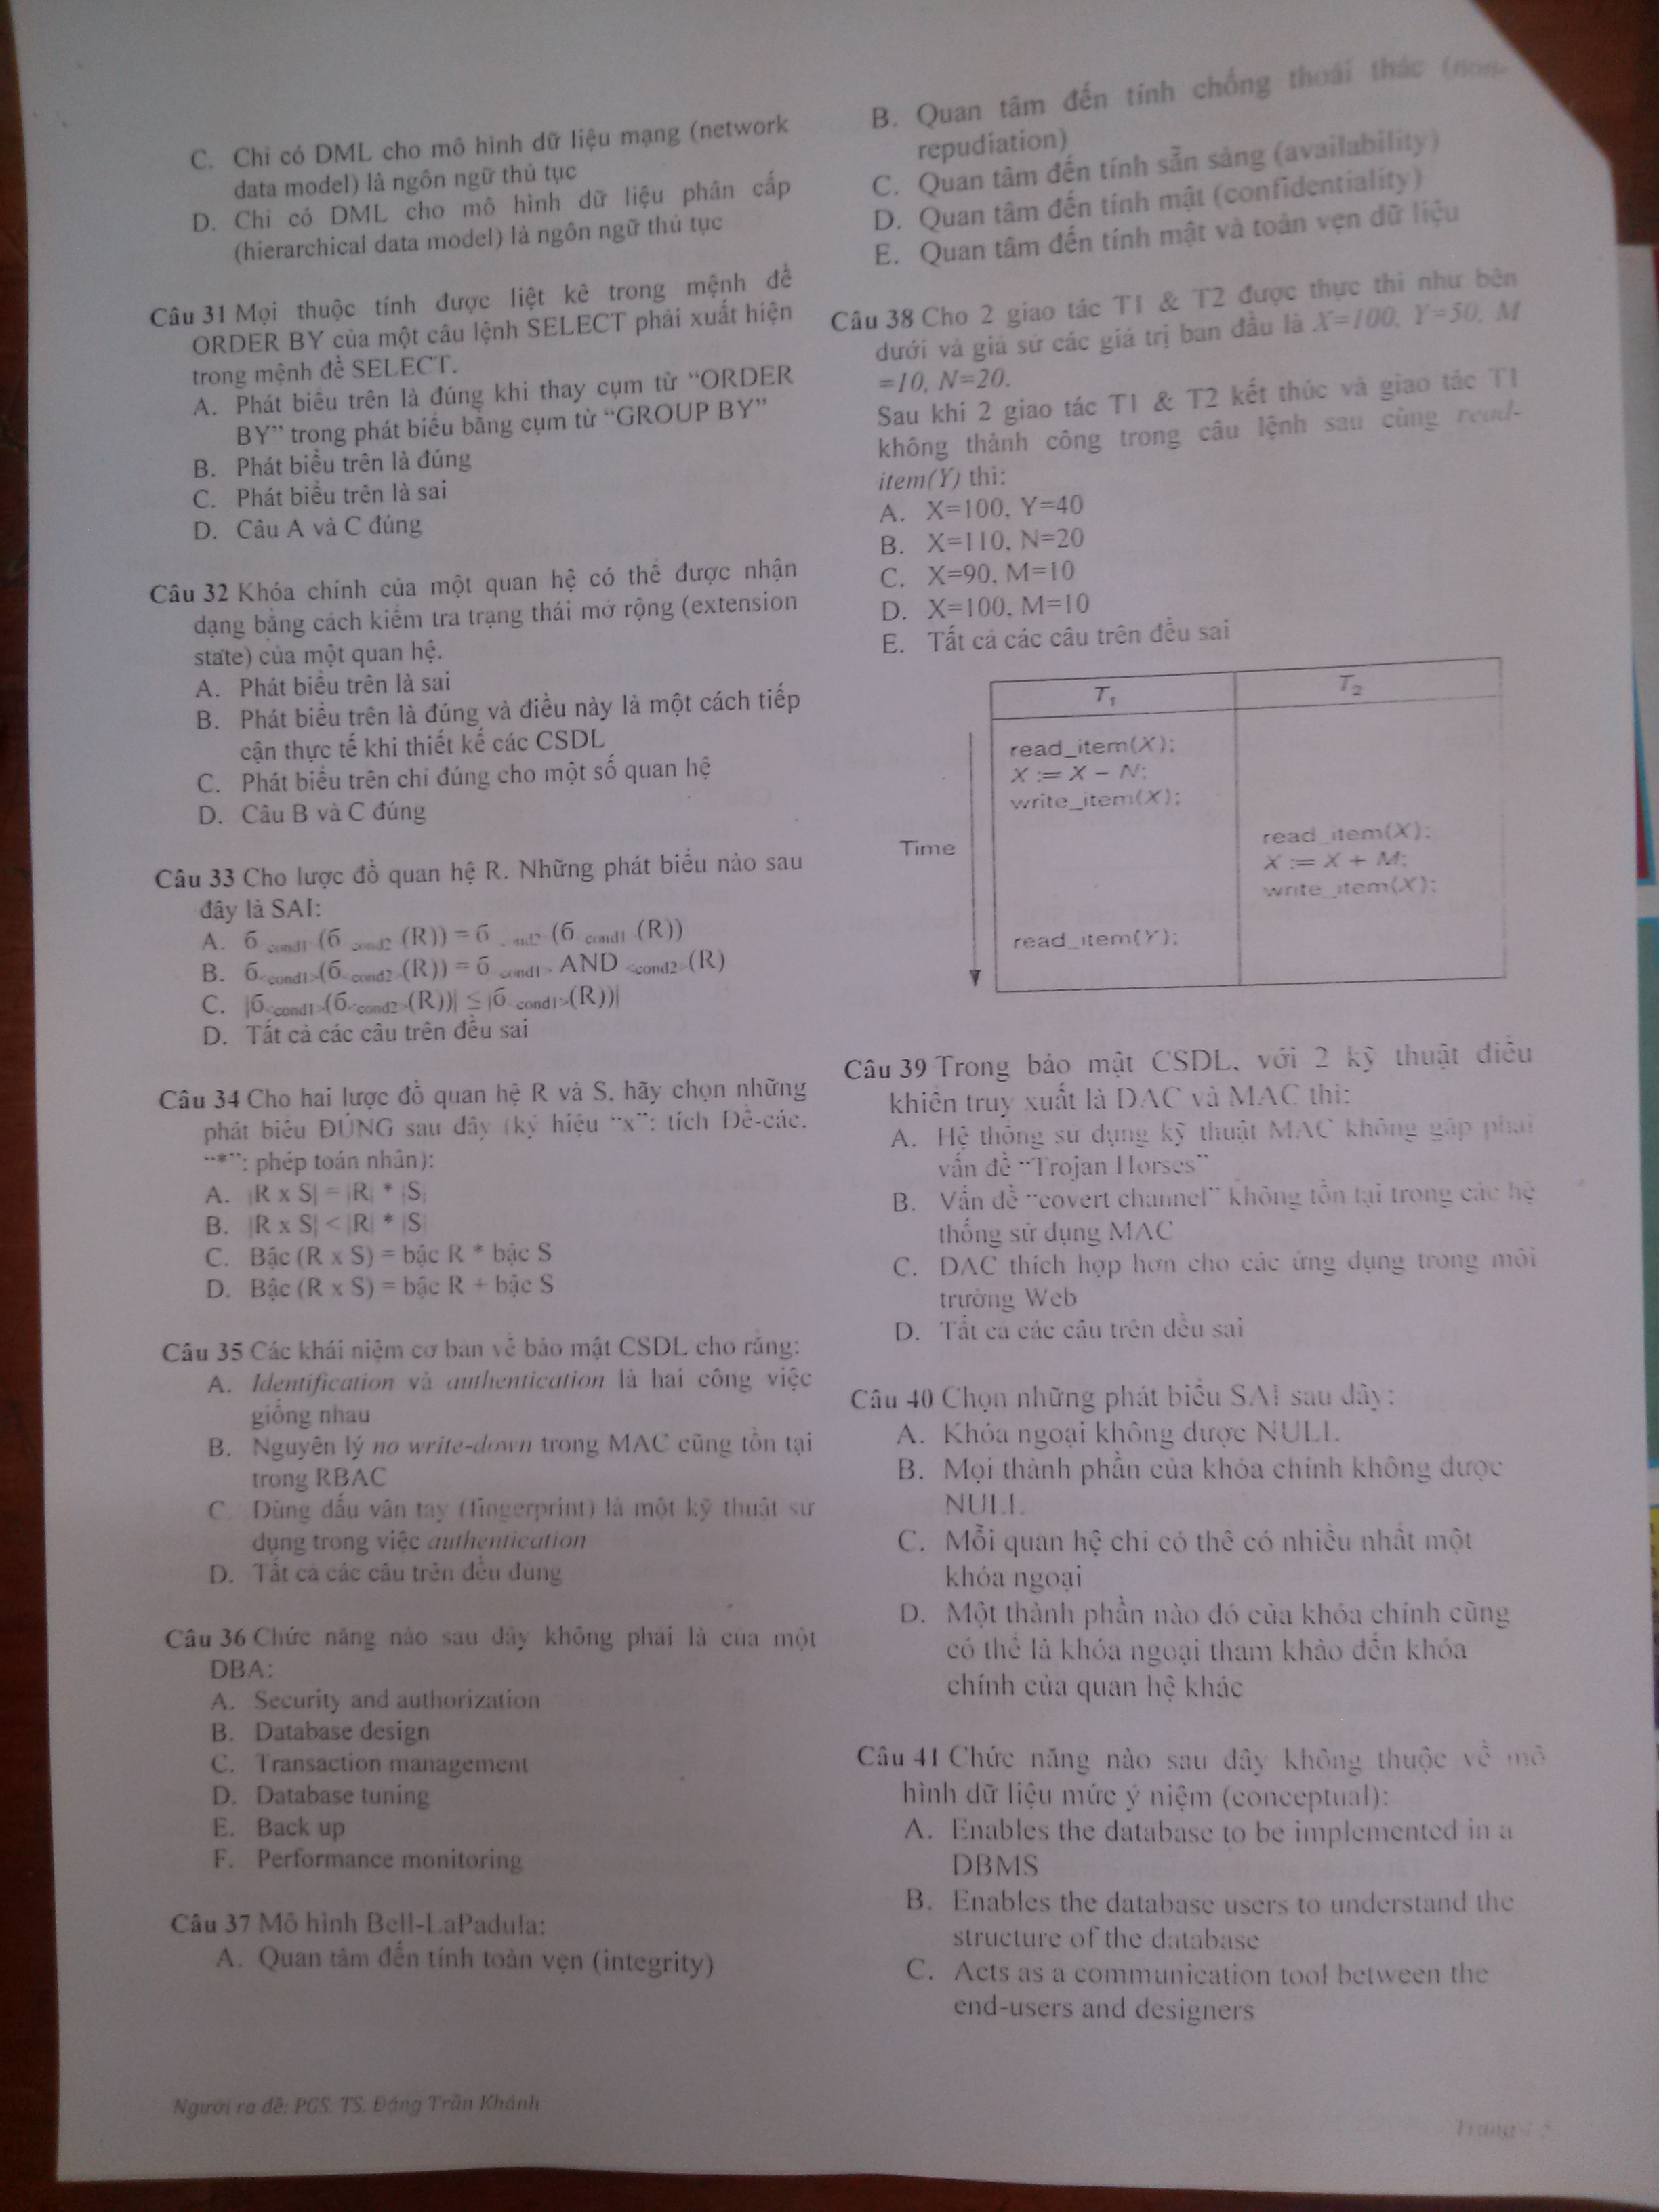 C. Chỉ có DML cho mô hình dữ liệu mạng (network
data model) là ngôn ngữ thủ tục
D. Chỉ có DML cho mô hình dữ liệu phân cấp
(hierarchical data model) là ngôn ngữ thủ tục
Câu 31 Mọi thuộc tính được liệt kê trong mệnh đề
ORDER BY của một câu lệnh SELECT phải xuất hiện
trong mệnh đề SELECT.
A. Phát biểu trên là đúng khi thay cụm từ “ORDER
BY” trong phát biểu bằng cụm từ “GROUP BY”
B. Phát biểu trên là đúng
C. Phát biểu trên là sai
D. Câu A và C đúng
Câu 32 Khóa chính của một quan hệ có thể được nhận
dạng bằng cách kiểm tra trạng thái mở rộng (extension
state) của một quan hệ.
A. Phát biểu trên là sai
B. Phát biểu trên là đúng và điều này là một cách tiếp
cận thực tế khi thiết kế các CSDL
C. Phát biểu trên chỉ đúng cho một số quan hệ
D. Câu B và C đúng
Câu 33 Cho lược đồ quan hệ R. Những phát biểu nào sau
đây là SAI:
A. σ <cond1>(σ <cond2>(R)) = σ <cond2>(σ <cond1>(R))
B. σ<cond1>(σ<cond2>(R)) = σ<cond1> AND <cond2>(R)
C. |σ<cond1>(σ<cond2>(R))| ≤ |σ<cond1>(R))|
D. Tất cả các câu trên đều sai
Câu 34 Cho hai lược đồ quan hệ R và S, hãy chọn những
phát biểu ĐÚNG sau đây (ký hiệu “x”: tích Đề-các,
“*”: phép toán nhân):
A. |R x S| = |R| * |S|
B. |R x S| < |R| * |S|
C. Bậc (R x S) = bậc R * bậc S
D. Bậc (R x S) = bậc R + bậc S
Câu 35 Các khái niệm cơ bản về bảo mật CSDL cho rằng:
A. Identification và authentication là hai công việc
giống nhau
B. Nguyên lý no write-down trong MAC cũng tồn tại
trong RBAC
C. Dùng dấu vân tay (fingerprint) là một kỹ thuật sử
dụng trong việc authentication
D. Tất cả các câu trên đều đúng
Câu 36 Chức năng nào sau đây không phải là của một
DBA:
A. Security and authorization
B. Database design
C. Transaction management
D. Database tuning
E. Back up
F. Performance monitoring
Câu 37 Mô hình Bell-LaPadula:
A. Quan tâm đến tính toàn vẹn (integrity)
B. Quan tâm đến tính chống thoái thác (non-
repudiation)
C. Quan tâm đến tính sẵn sàng (availability)
D. Quan tâm đến tính mật (confidentiality)
E. Quan tâm đến tính mật và toàn vẹn dữ liệu
Câu 38 Cho 2 giao tác T1 & T2 được thực thi như bên
dưới và giả sử các giá trị ban đầu là X=100, Y=50, M
=10, N=20.
Sau khi 2 giao tác T1 & T2 kết thúc và giao tác T1
không thành công trong câu lệnh sau cùng read-
item(Y) thì:
A. X=100, Y=40
B. X=110, N=20
C. X=90, M=10
D. X=100, M=10
E. Tất cả các câu trên đều sai
T1 T2
read_item(X);
X := X − N;
write_item(X);
read_item(X);
Time
X := X + M;
write_item(X);
read_item(Y);
Câu 39 Trong bảo mật CSDL, với 2 kỹ thuật điều
khiển truy xuất là DAC và MAC thì:
A. Hệ thống sử dụng kỹ thuật MAC không gặp phải
vấn đề “Trojan Horses”
B. Vấn đề “covert channel” không tồn tại trong các hệ
thống sử dụng MAC
C. DAC thích hợp hơn cho các ứng dụng trong môi
trường Web
D. Tất cả các câu trên đều sai
Câu 40 Chọn những phát biểu SAI sau đây:
A. Khóa ngoại không được NULL
B. Mọi thành phần của khóa chính không được
NULL
C. Mỗi quan hệ chỉ có thể có nhiều nhất một
khóa ngoại
D. Một thành phần nào đó của khóa chính cũng
có thể là khóa ngoại tham khảo đến khóa
chính của quan hệ khác
Câu 41 Chức năng nào sau đây không thuộc về mô
hình dữ liệu mức ý niệm (conceptual):
A. Enables the database to be implemented in a
DBMS
B. Enables the database users to understand the
structure of the database
C. Acts as a communication tool between the
end-users and designers
Người ra đề: PGS. TS. Đặng Trần Khánh
Trang